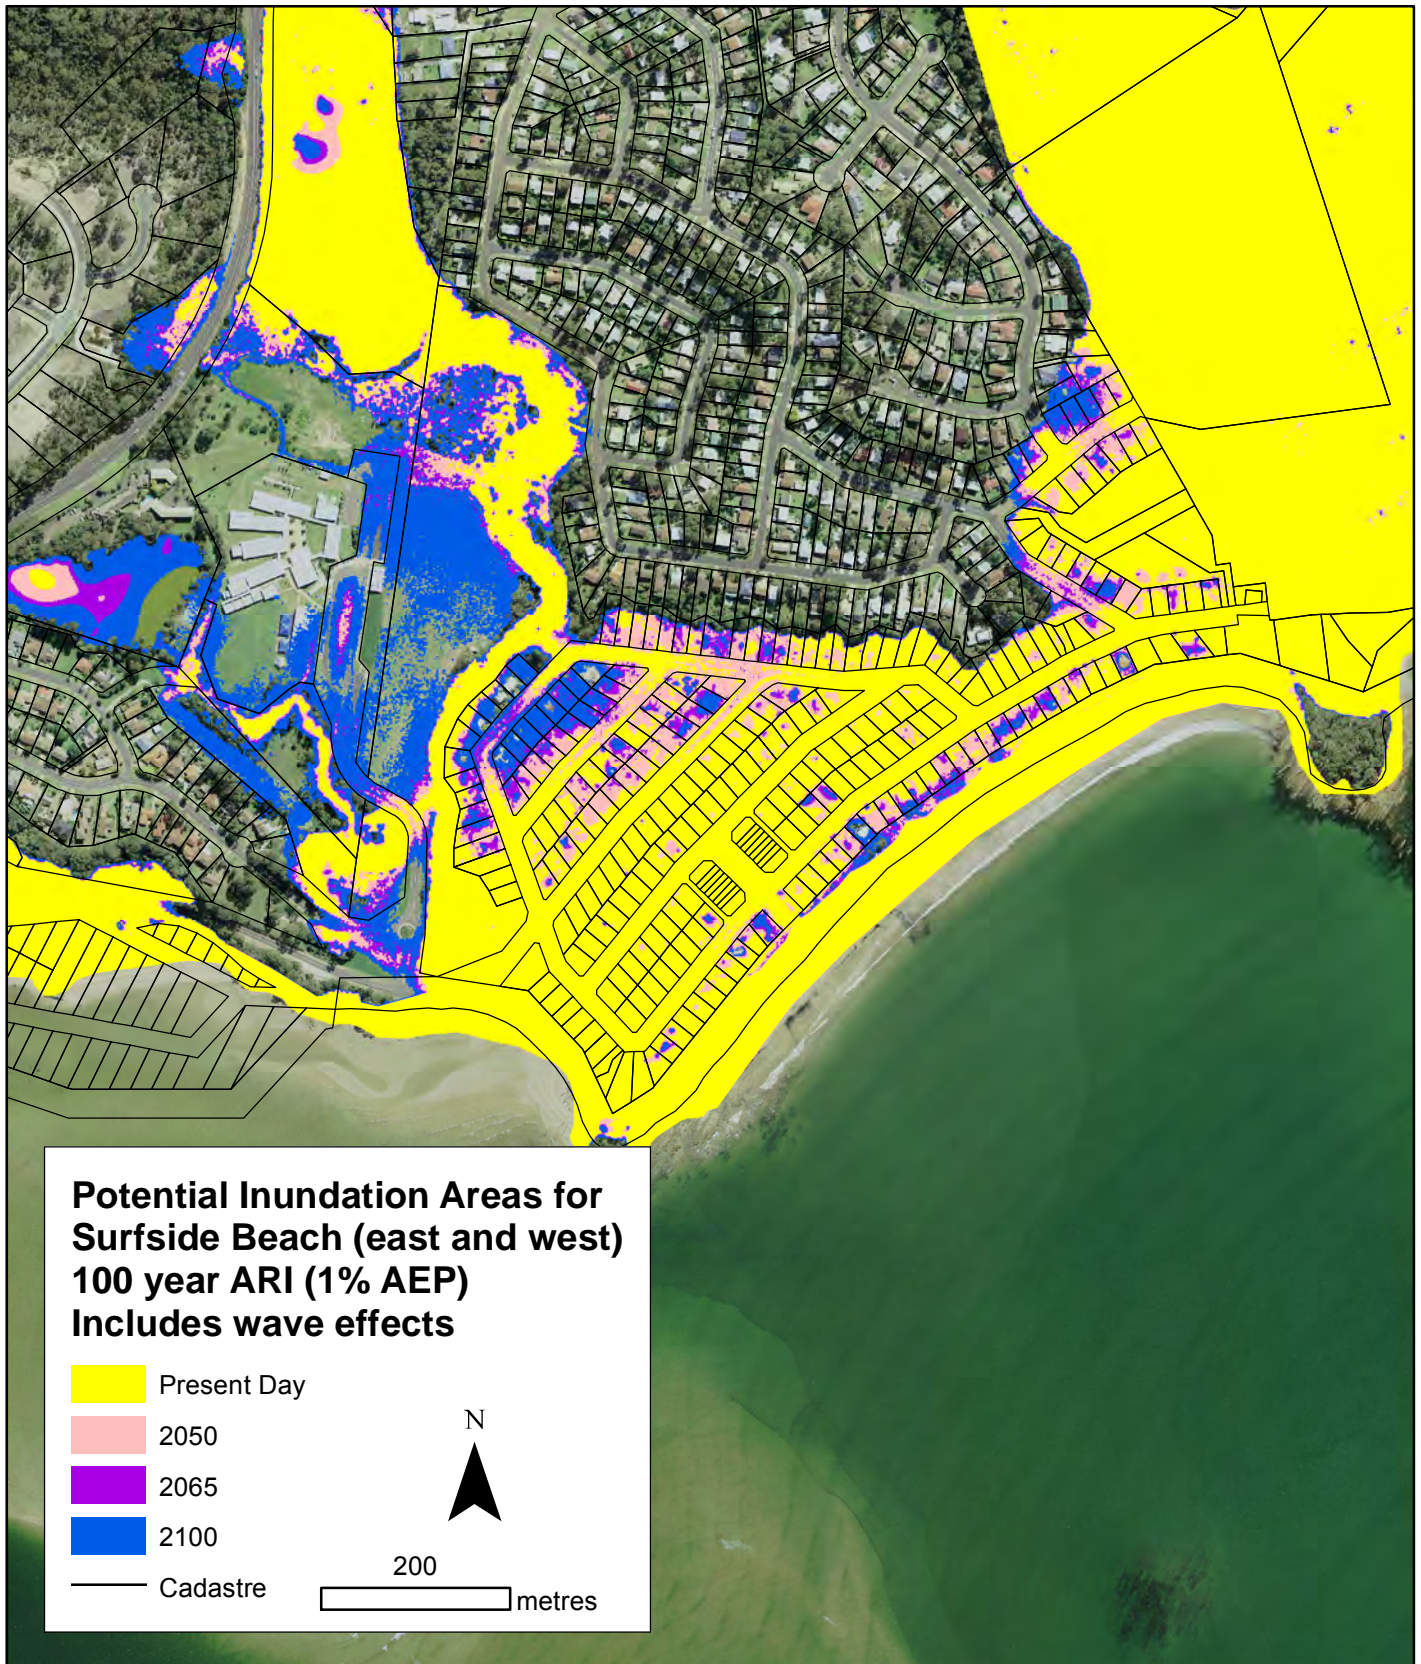 Potential Inundation Areas for
Surfside Beach (east and west)
100 year ARI (1% AEP)
Includes wave effects
Present Day
2050
2065
2100
Cadastre
N
200
metres